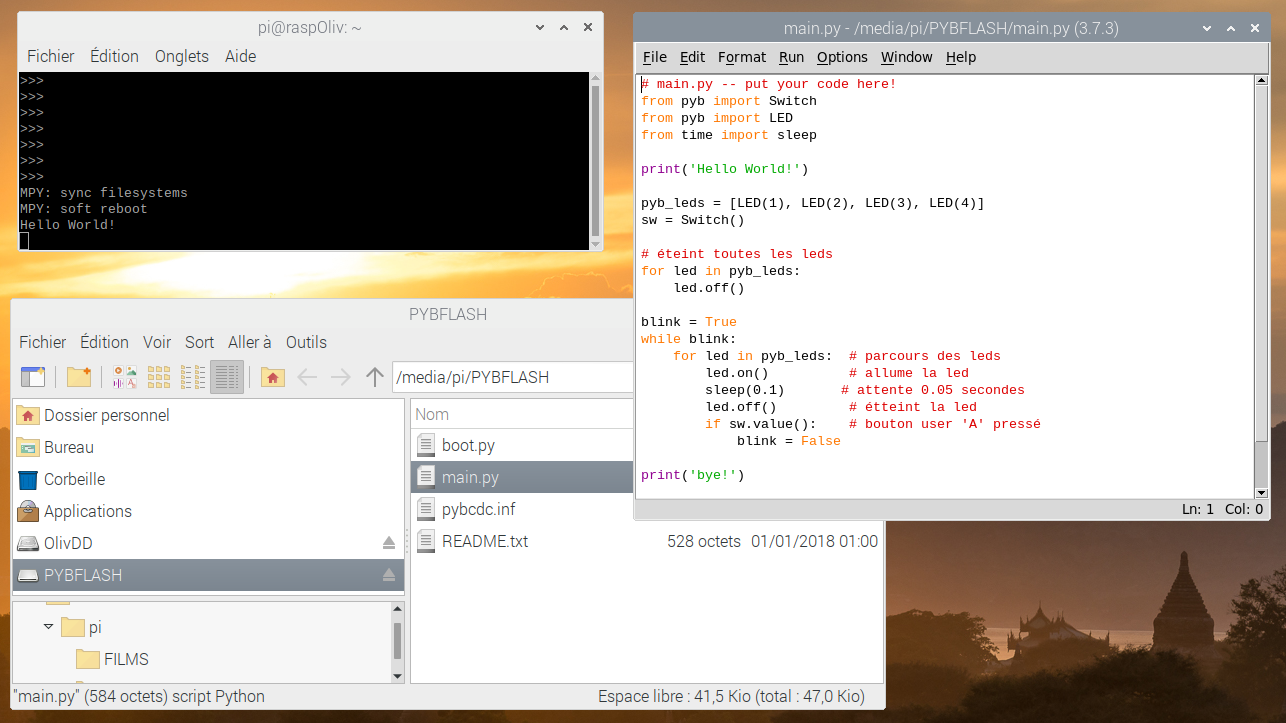 pi@raspOliv: ~
Fichier Édition Onglets Aide
>>>
>>>
>>>
>>>
>>>
>>>
>>>
MPY: sync filesystems
MPY: soft reboot
Hello World!
main.py - /media/pi/PYBFLASH/main.py (3.7.3)
File Edit Format Run Options Window Help
# main.py -- put your code here!
from pyb import Switch
from pyb import LED
from time import sleep
print('Hello World!')
pyb_leds = [LED(1), LED(2), LED(3), LED(4)]
sw = Switch()
# éteint toutes les leds
for led in pyb_leds:
    led.off()
blink = True
while blink:
    for led in pyb_leds:  # parcours des leds
        led.on()          # allume la led
        sleep(0.1)       # attente 0.05 secondes
        led.off()         # étteint la led
        if sw.value():    # bouton user 'A' pressé
            blink = False
print('bye!')
Ln: 1 Col: 0
PYBFLASH
Fichier Édition Voir Sort Aller à Outils
/media/pi/PYBFLASH
Dossier personnel
Bureau
Corbeille
Applications
OlivDD
PYBFLASH
pi
FILMS
Nom
boot.py
main.py
pybcdc.inf
README.txt 528 octets 01/01/2018 01:00
"main.py" (584 octets) script Python
Espace libre : 41,5 Kio (total : 47,0 Kio)